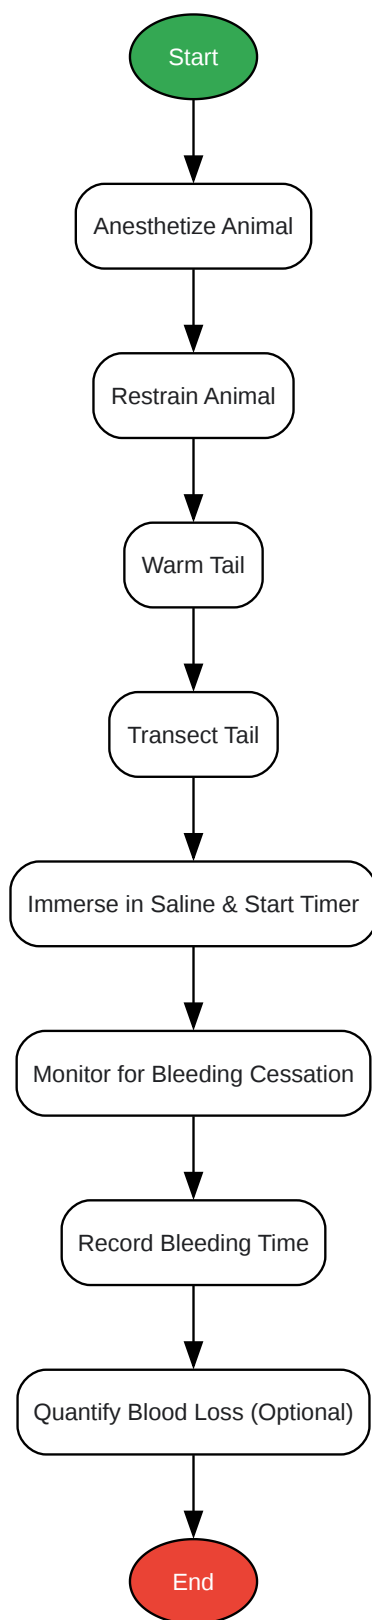 Start
Anesthetize Animal
Restrain Animal
Warm Tail
Transect Tail
Immerse in Saline & Start Timer
Monitor for Bleeding Cessation
Record Bleeding Time
Quantify Blood Loss (Optional)
End